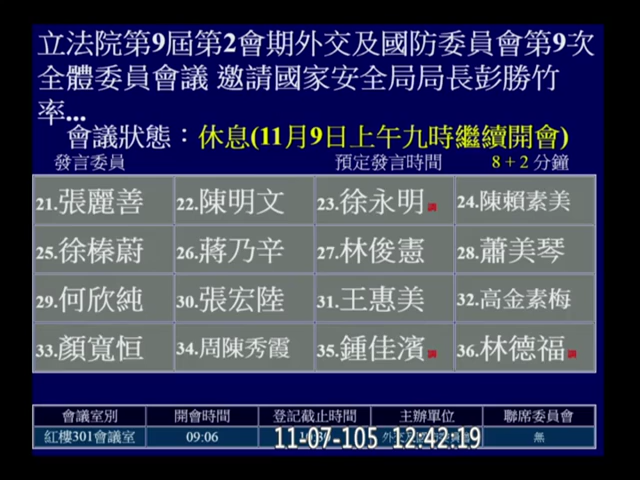 立法院第9屆第2會期外交及國防委員會第9次
全體委員會議 邀請國家安全局局長彭勝竹
率...
會議狀態：休息(11月9日上午九時繼續開會)
發言委員 預定發言時間 8 + 2 分鐘
21.張麗善 22.陳明文 23.徐永明 24.陳賴素美
25.徐榛蔚 26.蔣乃辛 27.林俊憲 28.蕭美琴
29.何欣純 30.張宏陸 31.王惠美 32.高金素梅
33.顏寬恒 34.周陳秀霞 35.鍾佳濱 36.林德福
會議室別 開會時間 登記截止時間 主辦單位 聯席委員會
紅樓301會議室 09:06 無
11-07-105 12:42:19